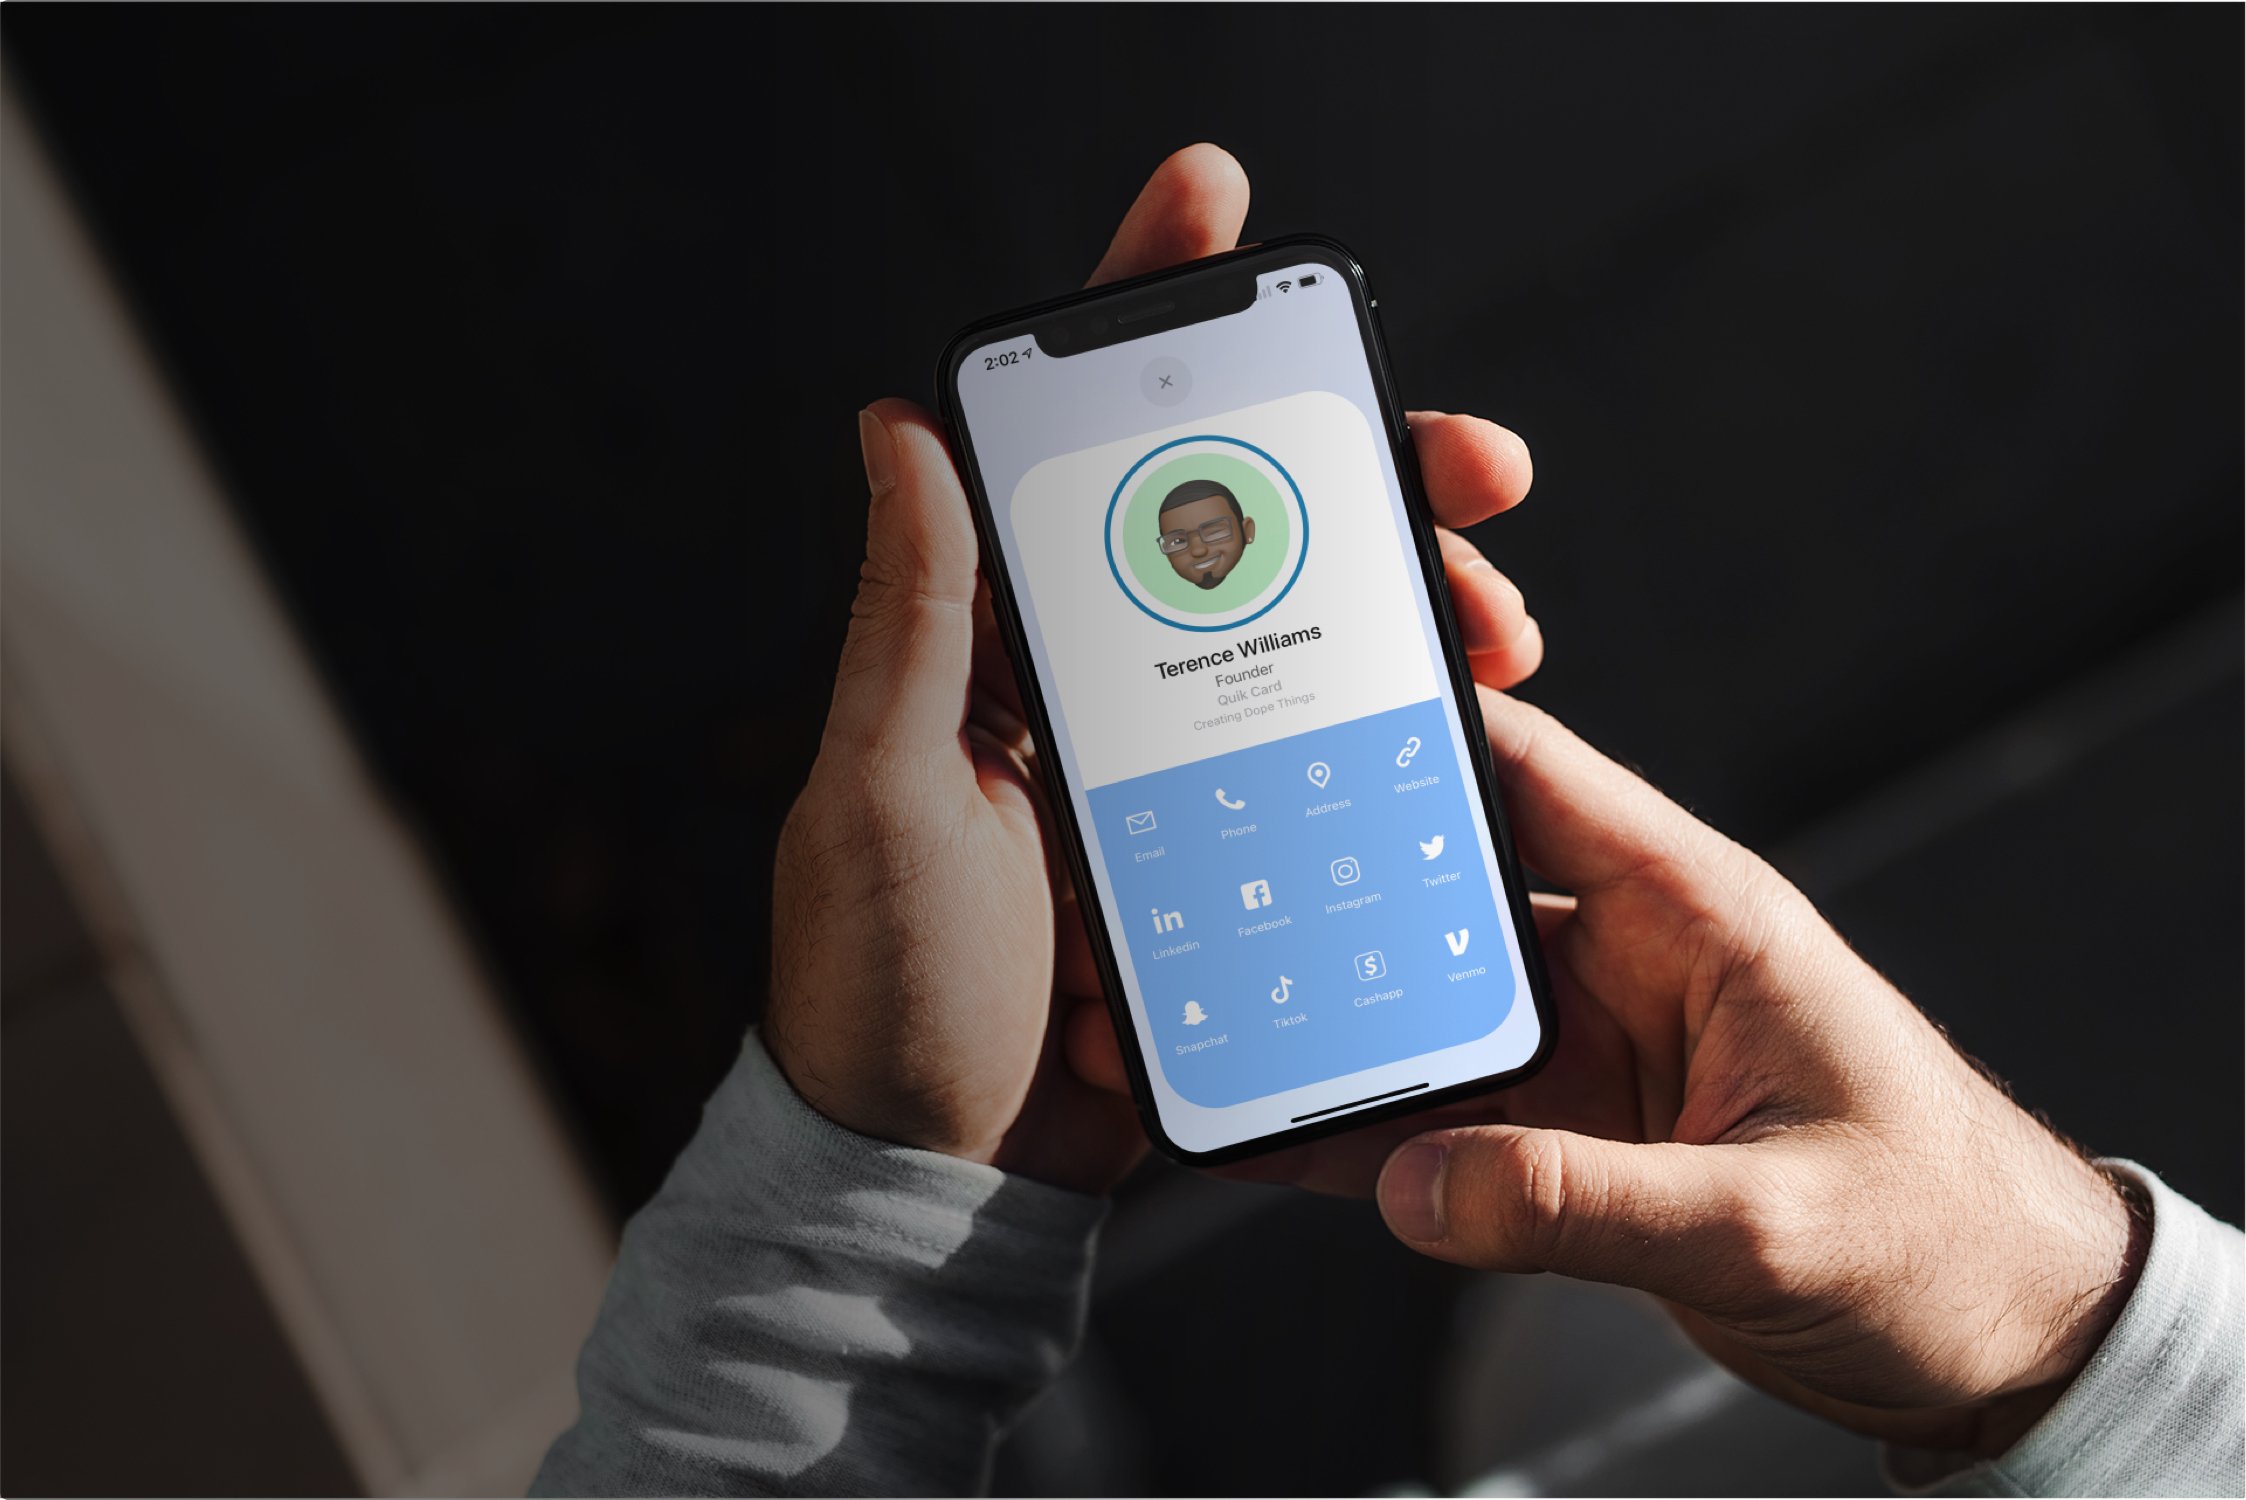 2:02
Terence Williams
Founder
Quik Card
Creating Dope Things
Email
Phone
Address
Website
Linkedin
Facebook
Instagram
Twitter
Snapchat
Tiktok
Cashapp
Venmo